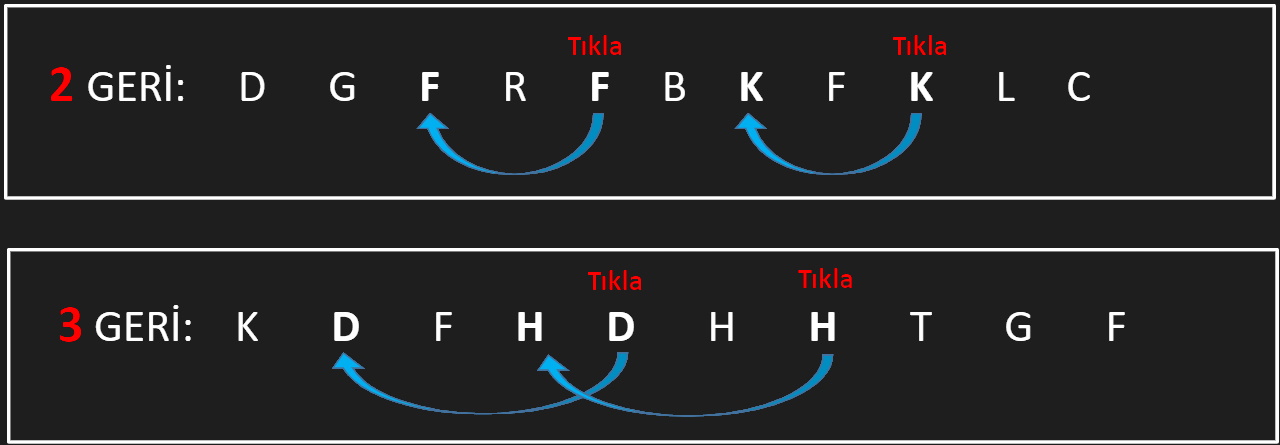 Tıkla Tıkla
2 GERİ: D G F R F B K F K L C
Tıkla Tıkla
3 GERİ: K D F H D H H T G F